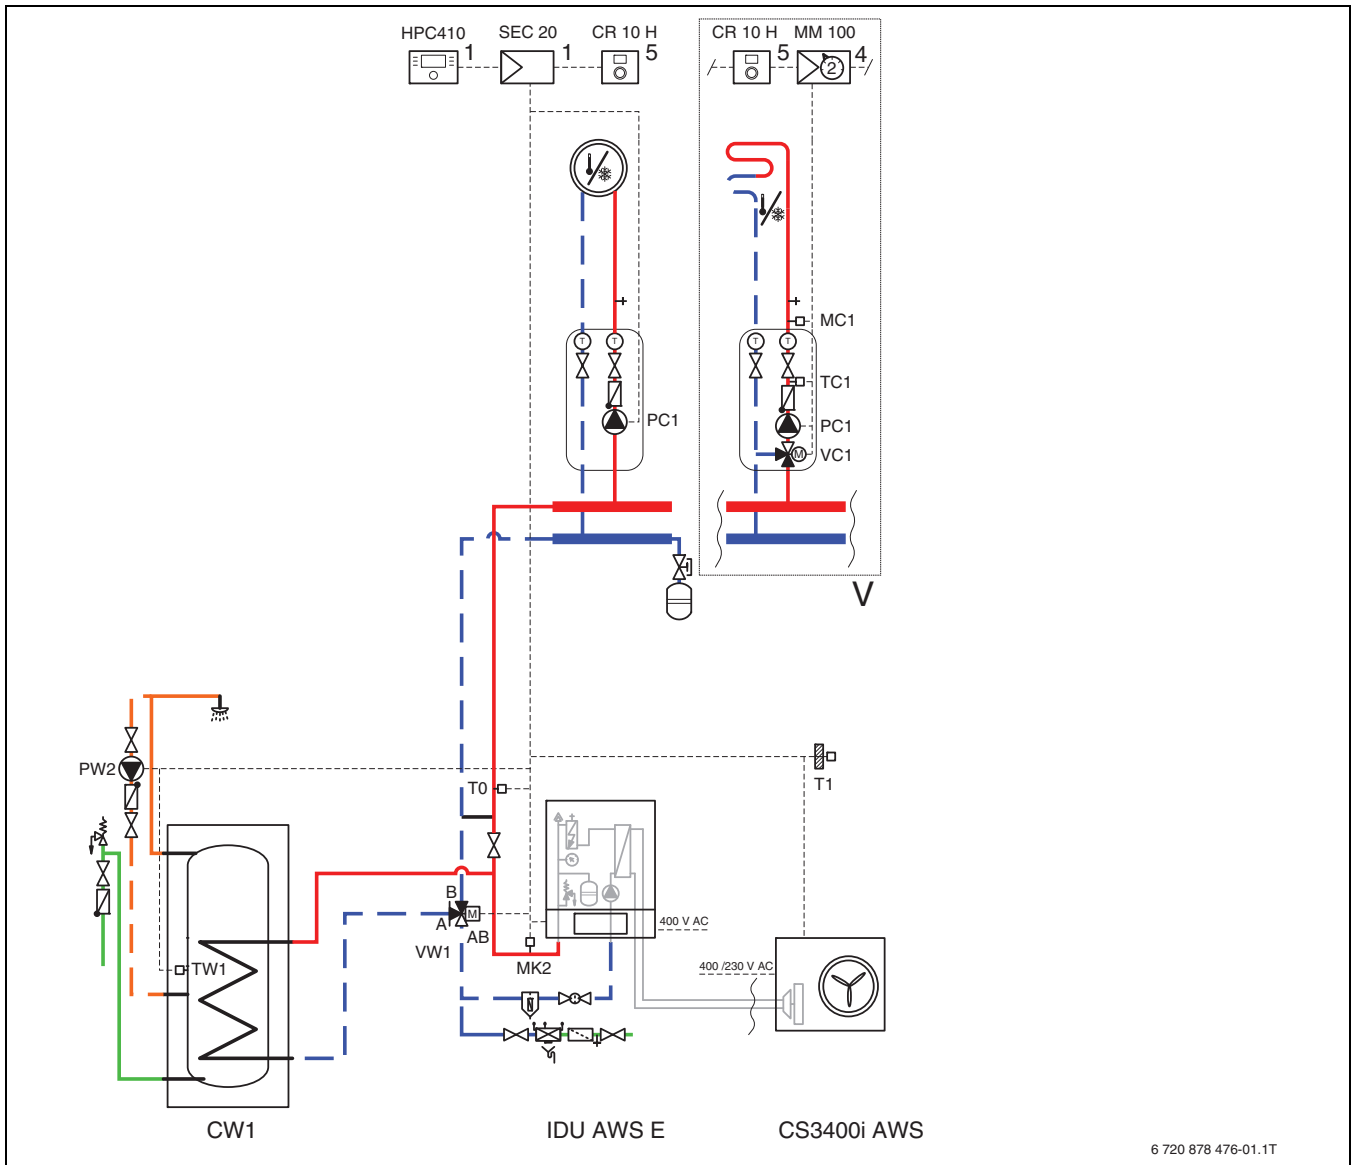 HPC410 SEC 20 CR 10 H CR 10 H MM 100
1 1 5 5 2 4
MC1
T T T T
TC1
PC1 PC1
M VC1
V
PW2
T0 T1
B
A M
AB
VW1
400 V AC
TW1 MK2
400 /230 V AC
CW1 IDU AWS E CS3400i AWS
6 720 878 476-01.1T